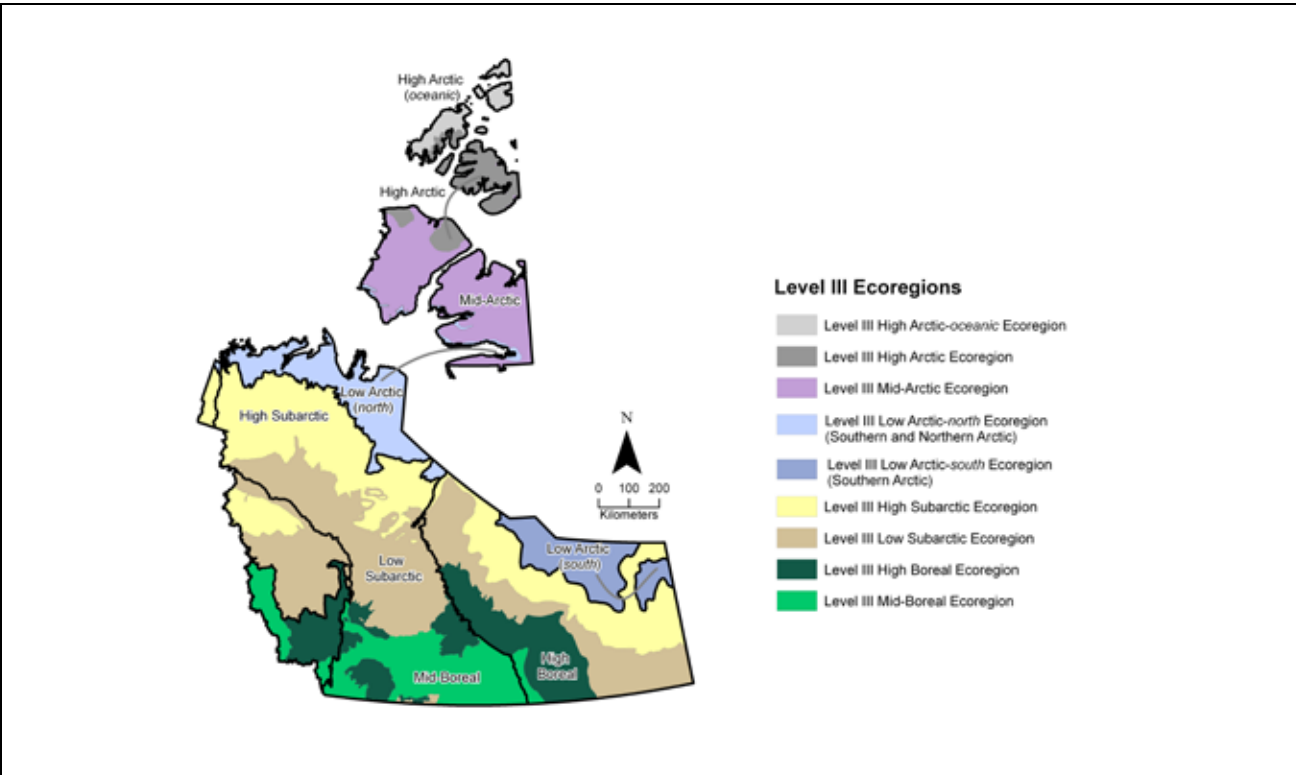 High Arctic
(oceanic)
High Arctic
Mid-Arctic
Low Arctic
(north)
High Subarctic
Low
Subarctic
Low Arctic
(south)
Mid Boreal
High
Boreal
N
0 100 200
Kilometers
Level III Ecoregions
Level III High Arctic-oceanic Ecoregion
Level III High Arctic Ecoregion
Level III Mid-Arctic Ecoregion
Level III Low Arctic-north Ecoregion
(Southern and Northern Arctic)
Level III Low Arctic-south Ecoregion
(Southern Arctic)
Level III High Subarctic Ecoregion
Level III Low Subarctic Ecoregion
Level III High Boreal Ecoregion
Level III Mid-Boreal Ecoregion